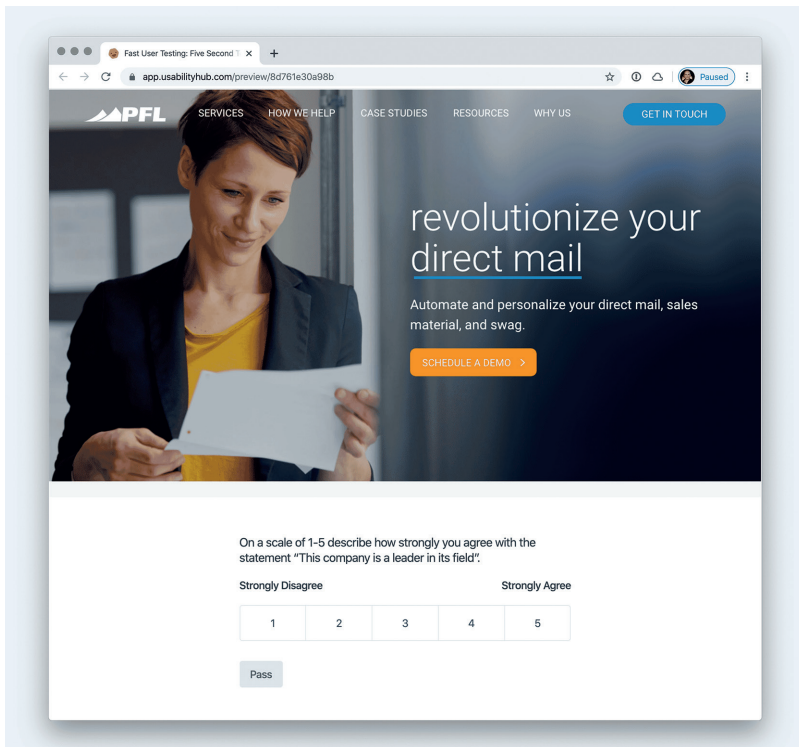 Fast User Testing: Five Second T
app.usabilityhub.com/preview/8d761e30a98b
Paused
PFL
SERVICES HOW WE HELP CASE STUDIES RESOURCES WHY US GET IN TOUCH
revolutionize your
direct mail
Automate and personalize your direct mail, sales
material, and swag.
SCHEDULE A DEMO >
On a scale of 1-5 describe how strongly you agree with the
statement “This company is a leader in its field”.
Strongly Disagree Strongly Agree
1 2 3 4 5
Pass